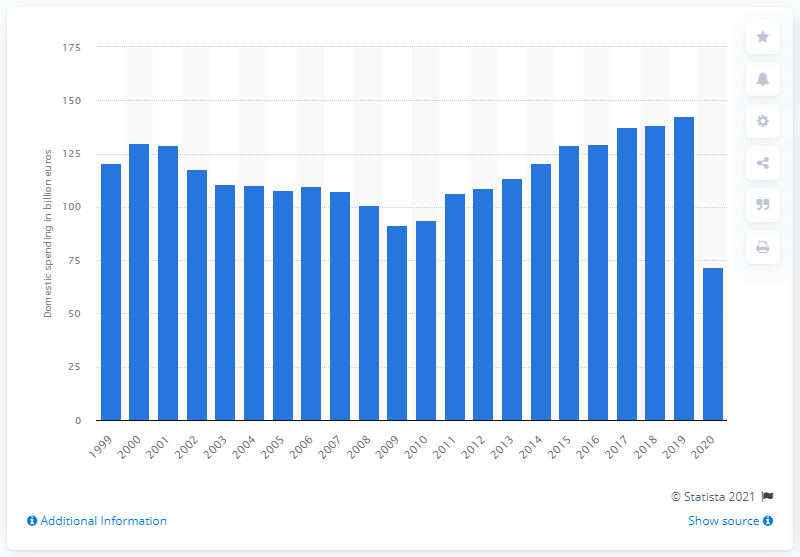 175
150
125
100
75
50
25
0
Domestic spending in billion euros
1999 2000 2001 2002 2003 2004 2005 2006 2007 2008 2009 2010 2011 2012 2013 2014 2015 2016 2017 2018 2019 2020
© Statista 2021
Additional Information
Show source